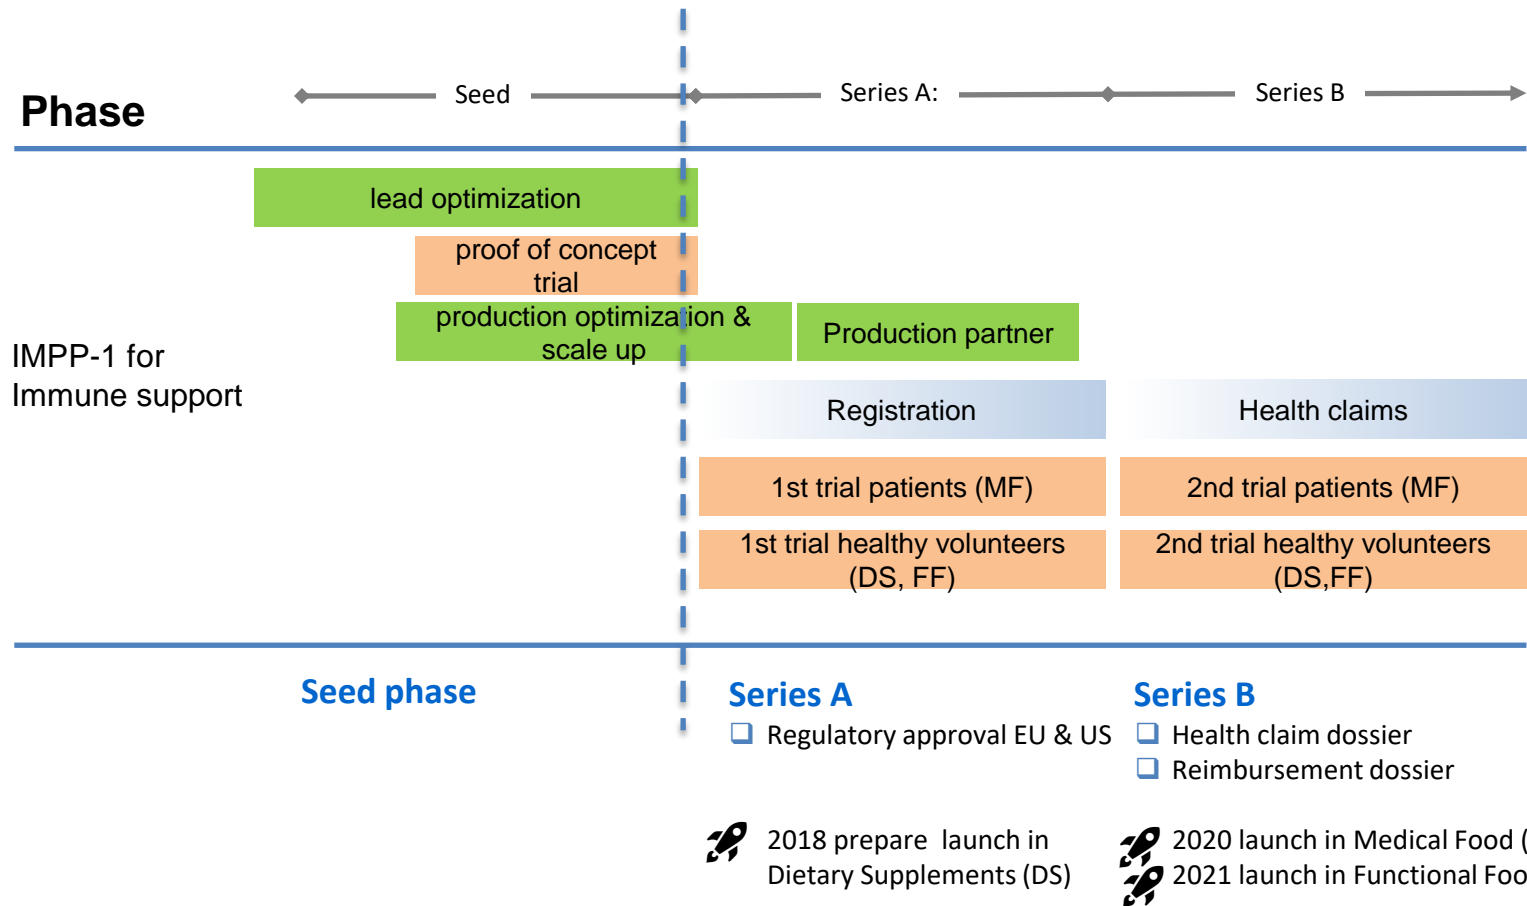 Phase
Seed
Series A:
Series B
lead optimization
proof of concept
trial
production optimization &
scale up
Production partner
IMPP-1 for
Immune support
Registration
Health claims
1st trial patients (MF)
2nd trial patients (MF)
1st trial healthy volunteers
(DS, FF)
2nd trial healthy volunteers
(DS,FF)
Seed phase
Series A
Regulatory approval EU & US
2018 prepare launch in
Dietary Supplements (DS)
Series B
Health claim dossier
Reimbursement dossier
2020 launch in Medical Food (
2021 launch in Functional Foo